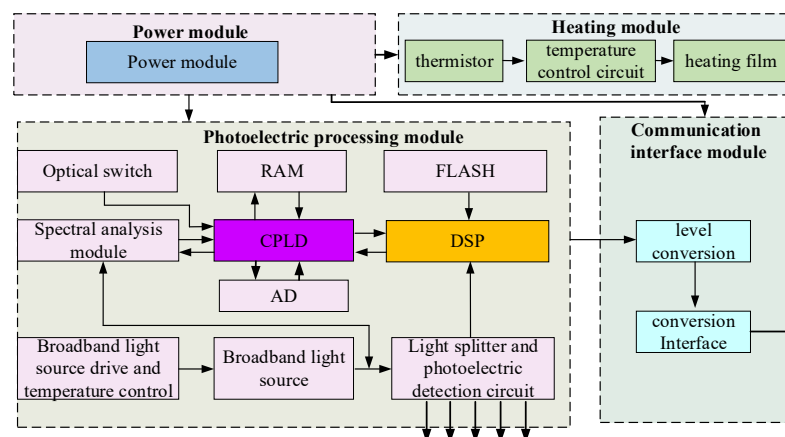 Power module
Power module
Heating module
thermistor
temperature
control circuit
heating film
Photoelectric processing module
Optical switch
RAM
FLASH
Spectral analysis
module
CPLD
DSP
AD
Broadband light
source drive and
temperature control
Broadband light
source
Light splitter and
photoelectric
detection circuit
Communication
interface module
level
conversion
conversion
Interface